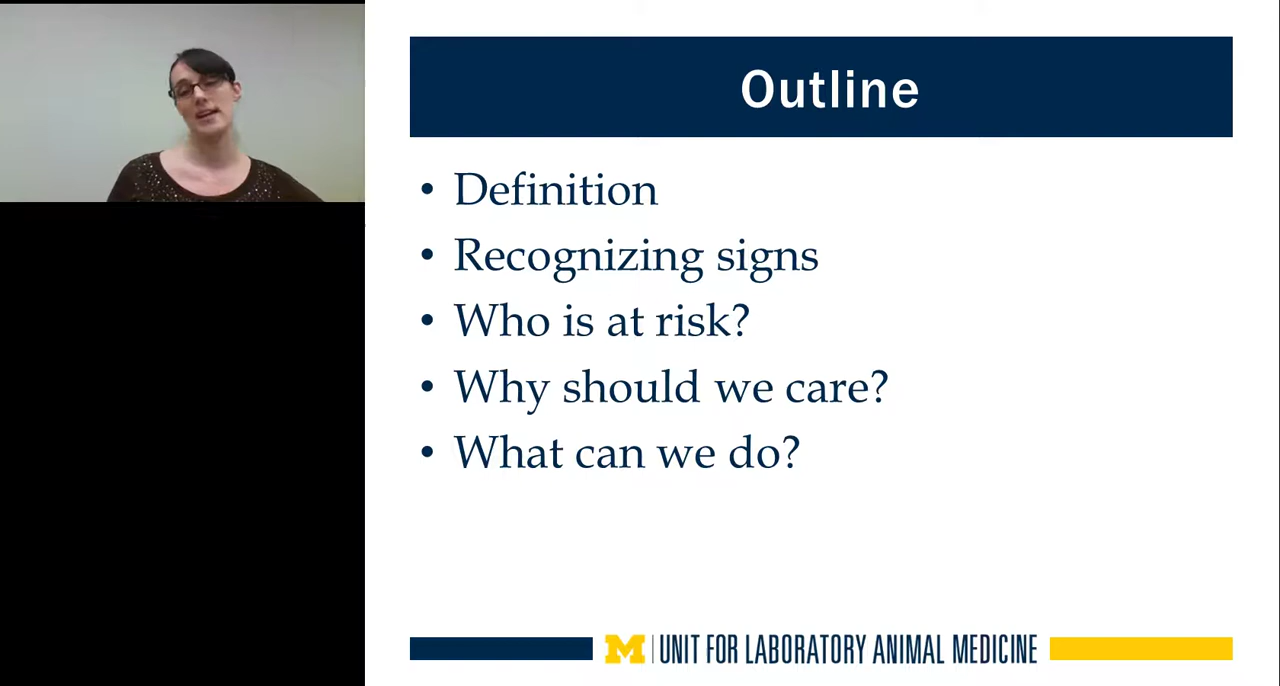 Outline
• Definition
• Recognizing signs
• Who is at risk?
• Why should we care?
• What can we do?
M | UNIT FOR LABORATORY ANIMAL MEDICINE